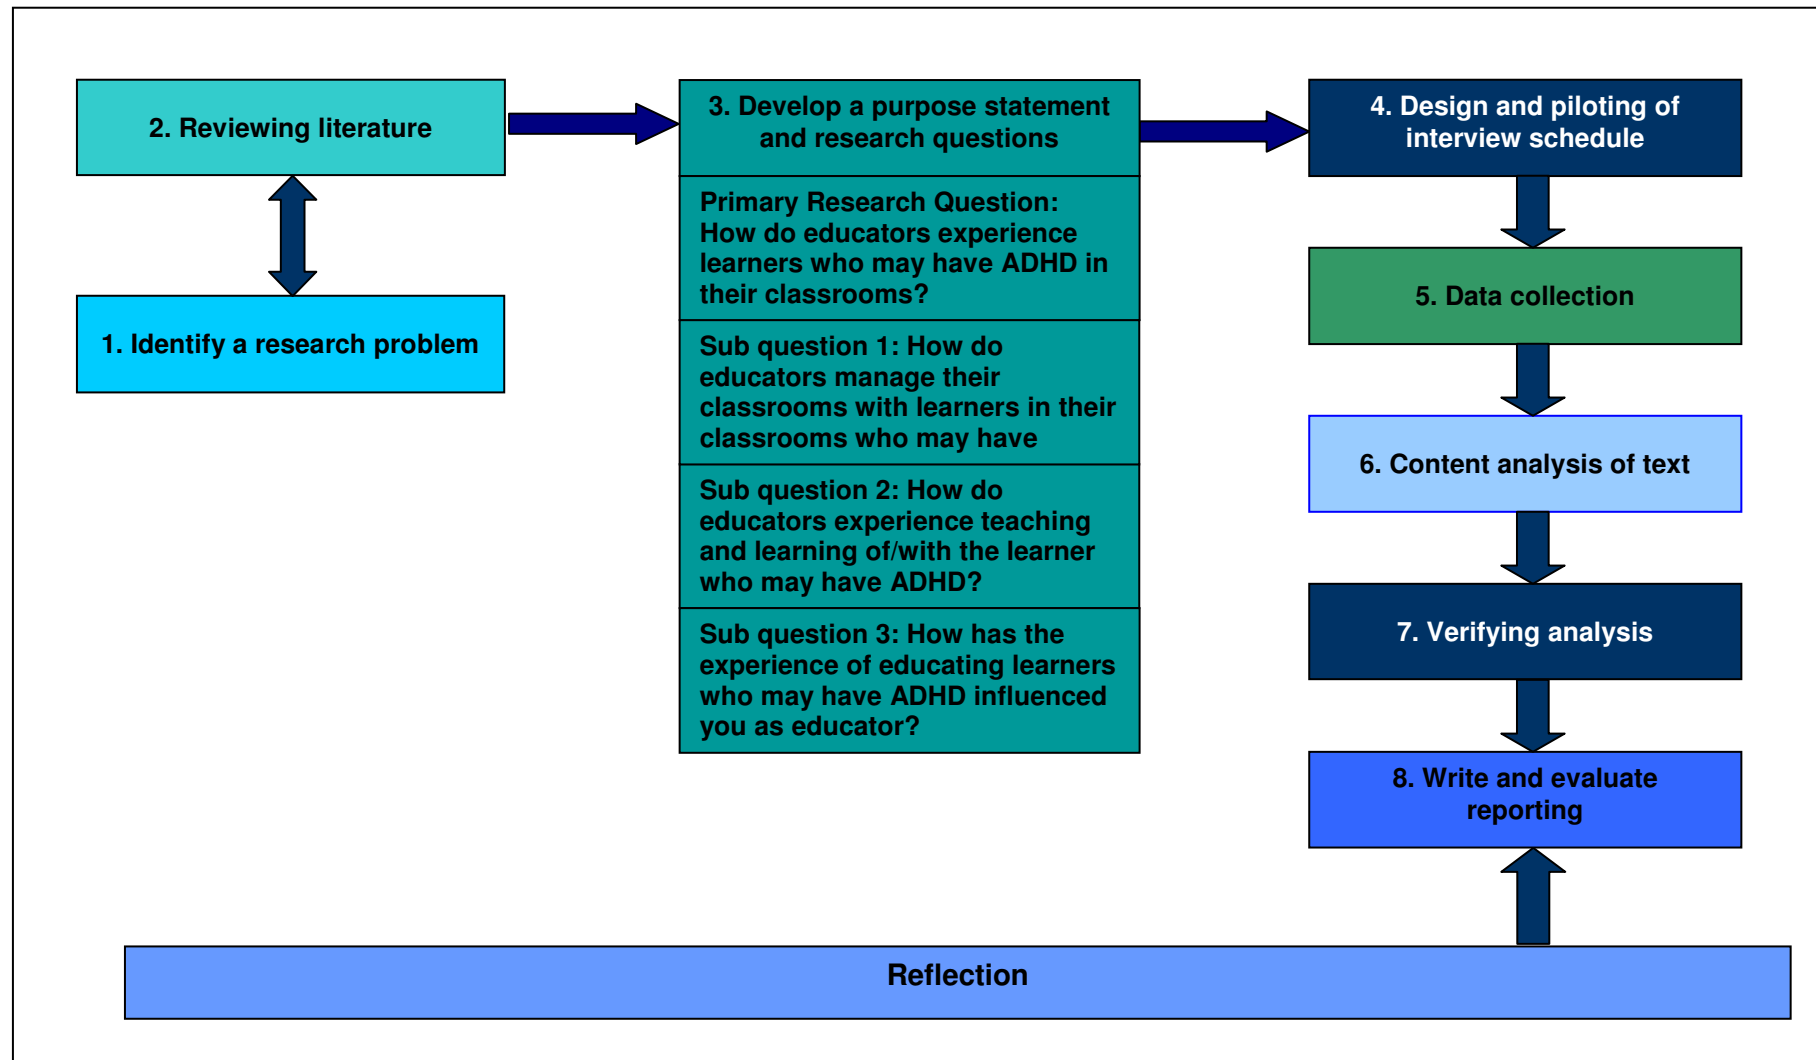 2. Reviewing literature
1. Identify a research problem
3. Develop a purpose statement
and research questions
Primary Research Question:
How do educators experience
learners who may have ADHD in
their classrooms?
Sub question 1: How do
educators manage their
classrooms with learners in their
classrooms who may have
Sub question 2: How do
educators experience teaching
and learning of/with the learner
who may have ADHD?
Sub question 3: How has the
experience of educating learners
who may have ADHD influenced
you as educator?
4. Design and piloting of
interview schedule
5. Data collection
6. Content analysis of text
7. Verifying analysis
8. Write and evaluate
reporting
Reflection